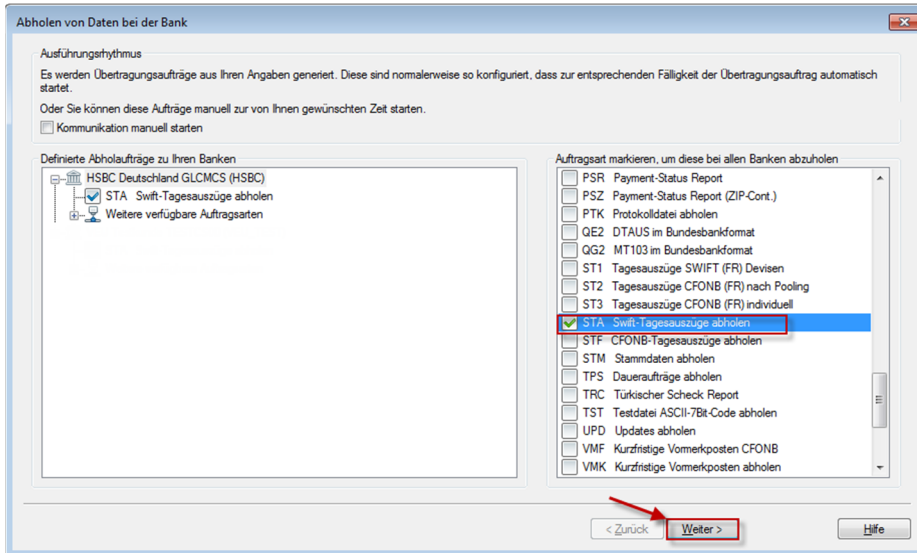 Abholen von Daten bei der Bank
Ausführungsrhythmus
Es werden Übertragungsaufträge aus Ihren Angaben generiert. Diese sind normalerweise so konfiguriert, dass zur entsprechenden Fälligkeit der Übertragungsauftrag automatisch
startet.
Oder Sie können diese Aufträge manuell zur von Ihnen gewünschten Zeit starten.
Kommunikation manuell starten
Definierte Abholaufträge zu Ihren Banken
HSBC Deutschland GLCMCS (HSBC)
STA Swift-Tagesauszüge abholen
Weitere verfügbare Auftragsarten
Auftragsart markieren, um diese bei allen Banken abzuholen
PSR Payment-Status Report
PSZ Payment-Status Report (ZIP-Cont.)
PTK Protokolldatei abholen
QE2 DTAUS im Bundesbankformat
QG2 MT103 im Bundesbankformat
ST1 Tagesauszüge SWIFT (FR) Devisen
ST2 Tagesauszüge CFONB (FR) nach Pooling
ST3 Tagesauszüge CFONB (FR) individuell
STA Swift-Tagesauszüge abholen
STF CFONB-Tagesauszüge abholen
STM Stammdaten abholen
TPS Daueraufträge abholen
TRC Türkischer Scheck Report
TST Testdatei ASCII-7Bit-Code abholen
UPD Updates abholen
VMF Kurzfristige Vormerkposten CFONB
VMK Kurzfristige Vormerkposten abholen
< Zurück
Weiter >
Hilfe